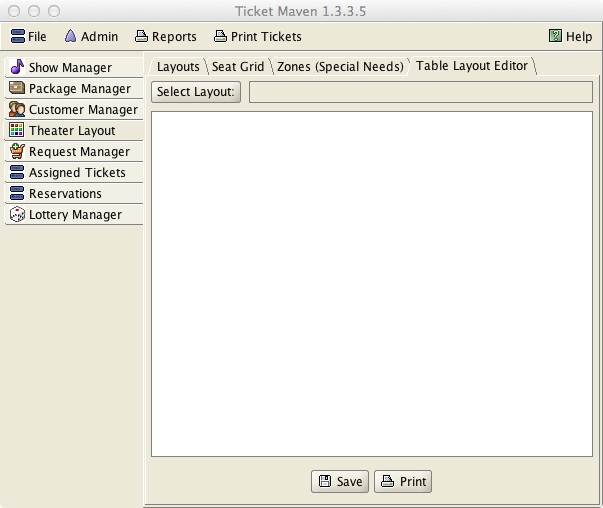 Ticket Maven 1.3.3.5
File Admin Reports Print Tickets Help
Show Manager
Package Manager
Customer Manager
Theater Layout
Request Manager
Assigned Tickets
Reservations
Lottery Manager
Layouts Seat Grid Zones (Special Needs) Table Layout Editor
Select Layout:
Save Print